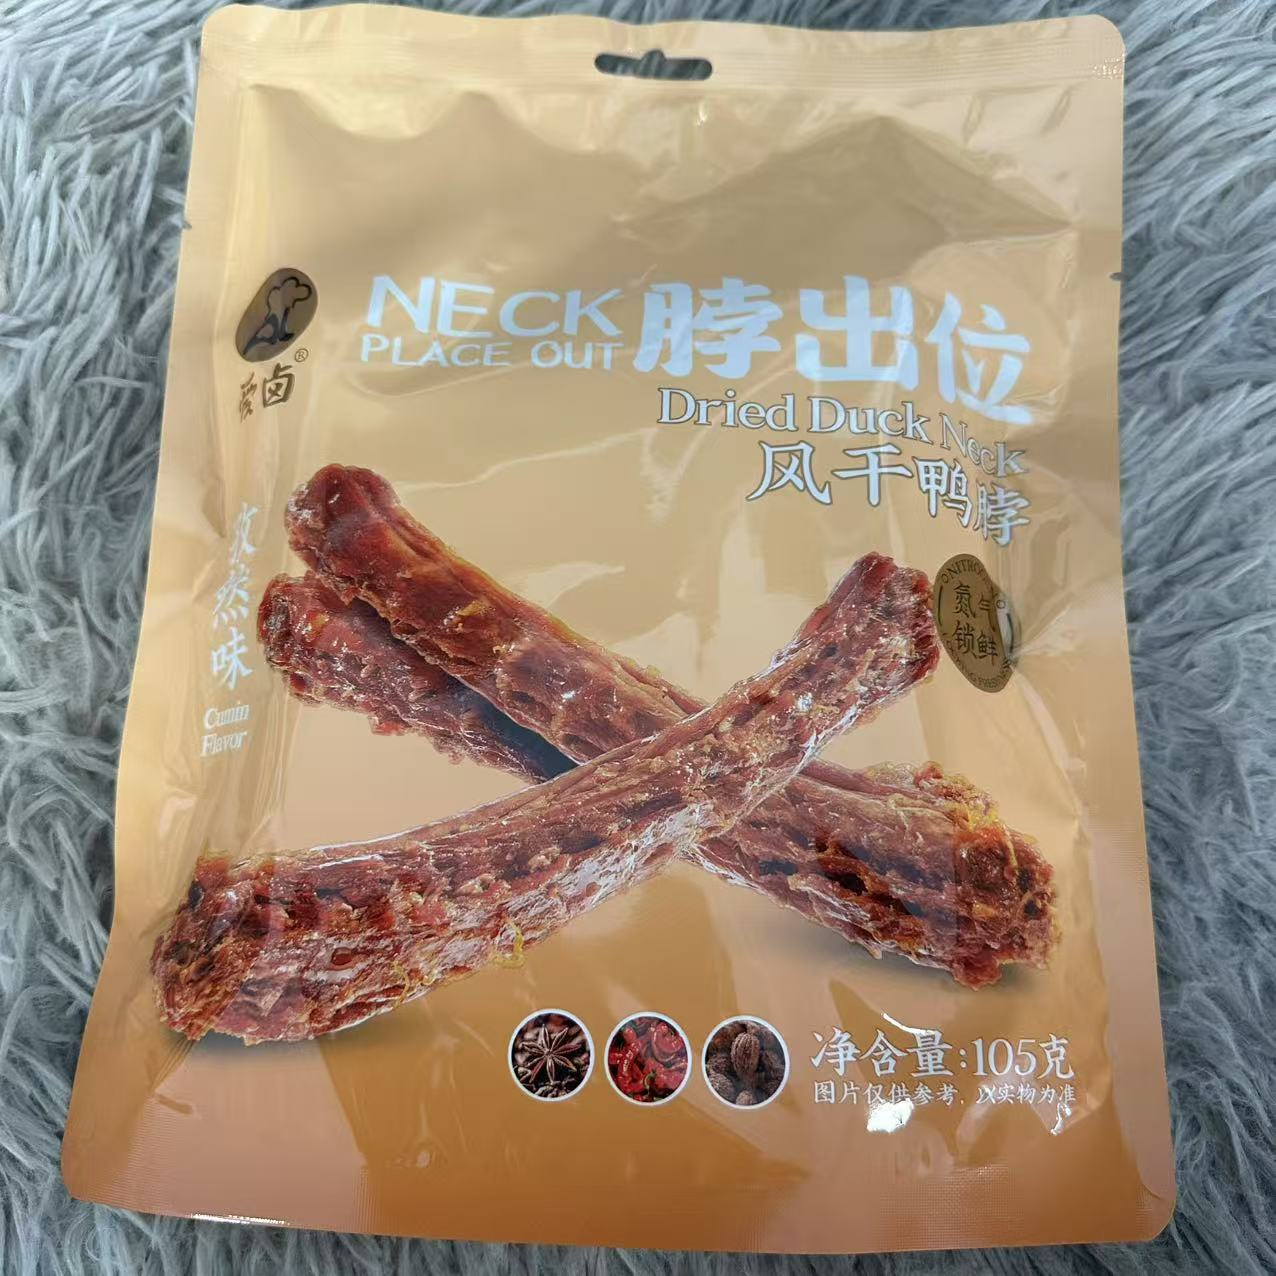 NECK
PLACE OUT
脖出位
Dried Duck Neck
风干鸭脖
爱卤®
孜然味
Cumin
Flavor
氮气
锁鲜
净含量:105克
图片仅供参考，以实物为准